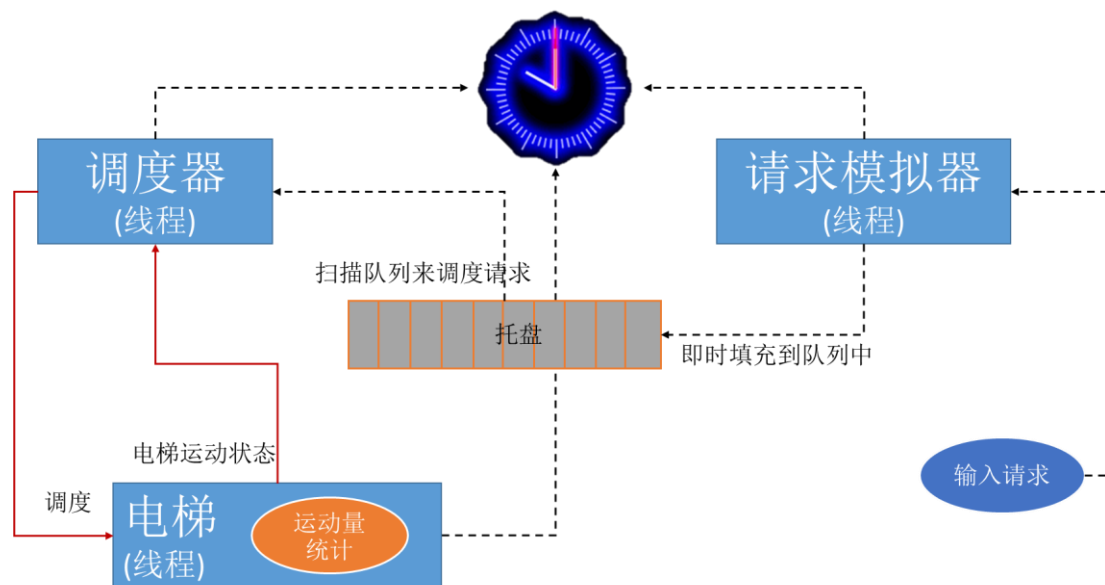 调度器
(线程)
请求模拟器
(线程)
扫描队列来调度请求
托盘
即时填充到队列中
电梯运动状态
调度
电梯
(线程)
运动量
统计
输入请求